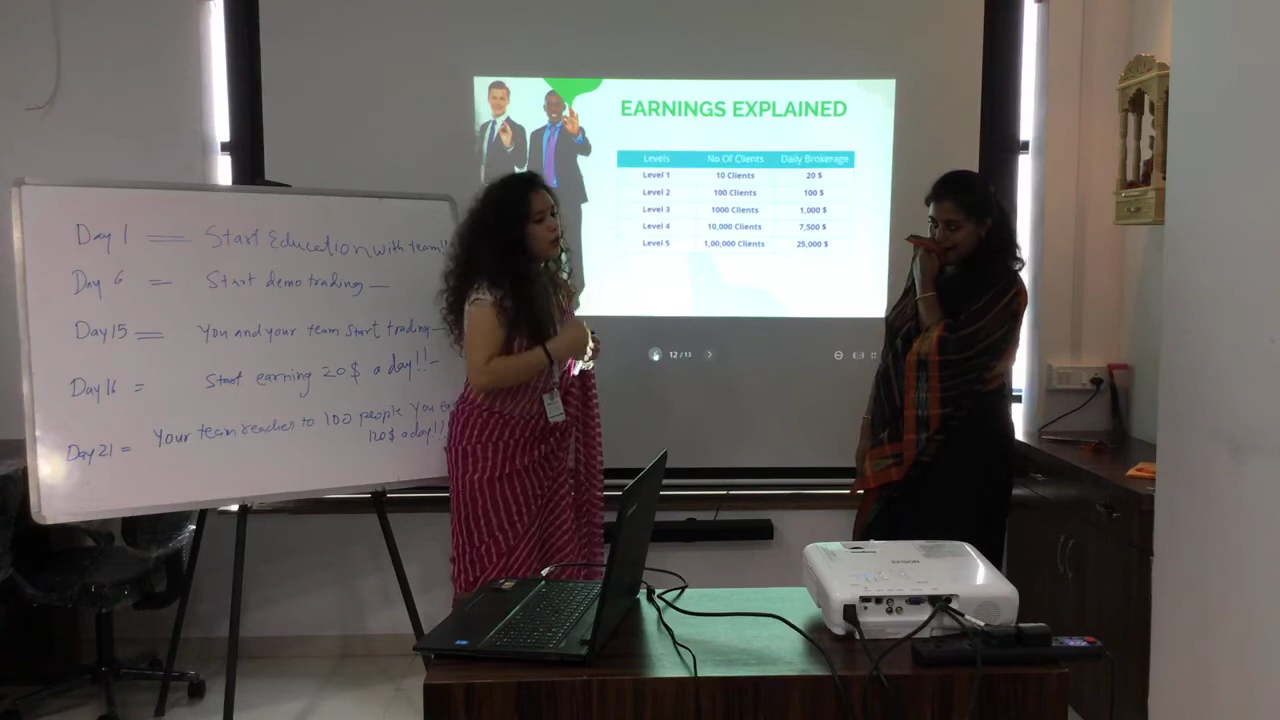 Day 1 = Start Education with team!!
Day 6 = Start demo trading —
Day 15 = You and your team start trading —
Day 16 = Start earning 20$ a day!! —
Day 21 = Your team reaches to 100 people you
120$ a day!!
EARNINGS EXPLAINED
Levels No Of Clients Daily Brokerage
Level 1 10 Clients 20 $
Level 2 100 Clients 100 $
Level 3 1000 Clients 1,000 $
Level 4 10,000 Clients 7,500 $
Level 5 1,00,000 Clients 25,000 $
12 / 13
EPSON